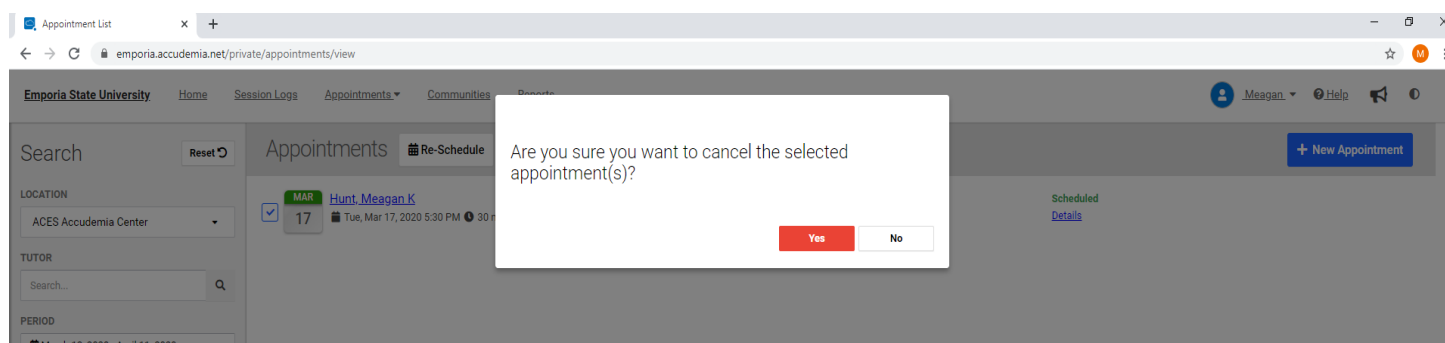 Appointment List
emporia.accudemia.net/private/appointments/view
M
Emporia State University Home Session Logs Appointments Communities Reports Meagan Help
Search Reset Appointments Re-Schedule + New Appointment
Are you sure you want to cancel the selected
appointment(s)?
Yes No
LOCATION
ACES Accudemia Center
MAR
17
Hunt, Meagan K
Tue, Mar 17, 2020 5:30 PM 30
Scheduled
Details
TUTOR
Search...
PERIOD